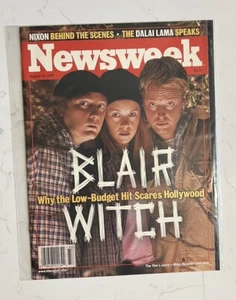 NIXON BEHIND THE SCENES • THE DALAI LAMA SPEAKS
Newsweek
BLAIR
Why the Low-Budget Hit Scares Hollywood
WITCH